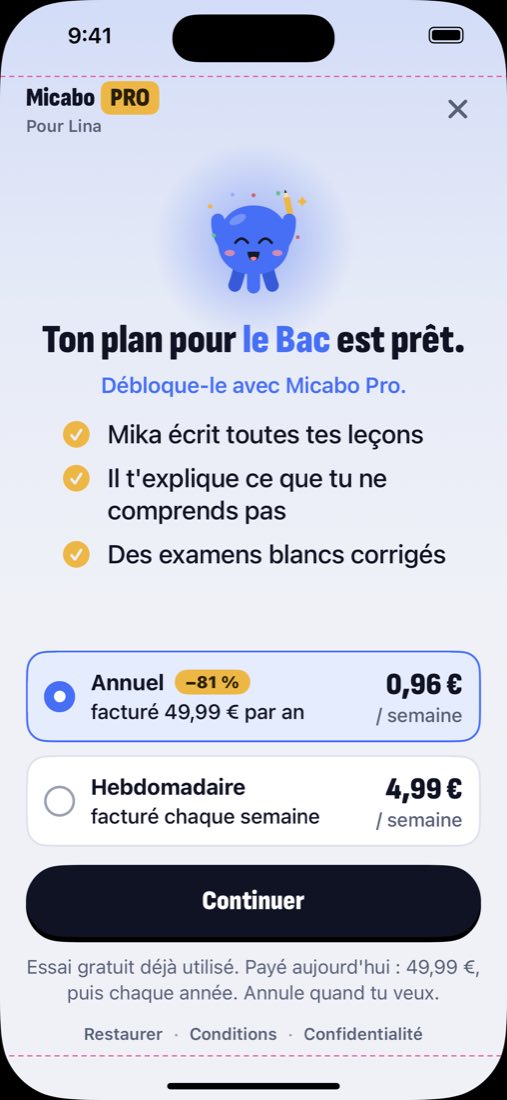 9:41
Micabo PRO
Pour Lina
Ton plan pour le Bac est prêt.
Débloque-le avec Micabo Pro.
Mika écrit toutes tes leçons
Il t'explique ce que tu ne
comprends pas
Des examens blancs corrigés
Annuel −81 % 0,96 €
facturé 49,99 € par an / semaine
Hebdomadaire 4,99 €
facturé chaque semaine / semaine
Continuer
Essai gratuit déjà utilisé. Payé aujourd'hui : 49,99 €,
puis chaque année. Annule quand tu veux.
Restaurer · Conditions · Confidentialité